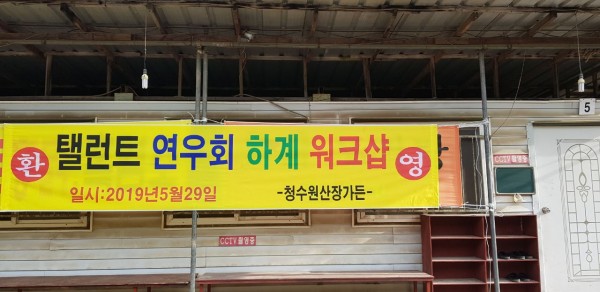 환 탤런트 연우회 하계 워크샵 영
일시:2019년5월29일 -청수원산장가든-
5
CCTV 촬영중
CCTV 촬영중